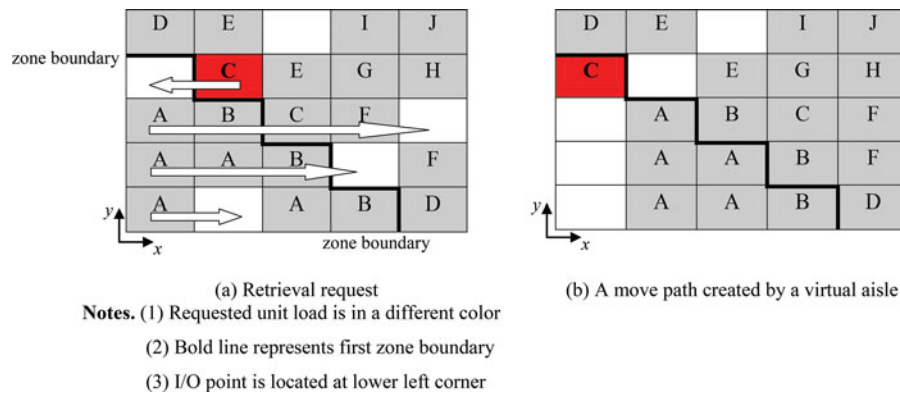 D E I J
zone boundary
C E G H
A B C F
A A B F
A A B D
y
x
zone boundary
(a) Retrieval request
Notes. (1) Requested unit load is in a different color
(2) Bold line represents first zone boundary
(3) I/O point is located at lower left corner
D E I J
C E G H
A B C F
A A B F
A A B D
y
x
(b) A move path created by a virtual aisle